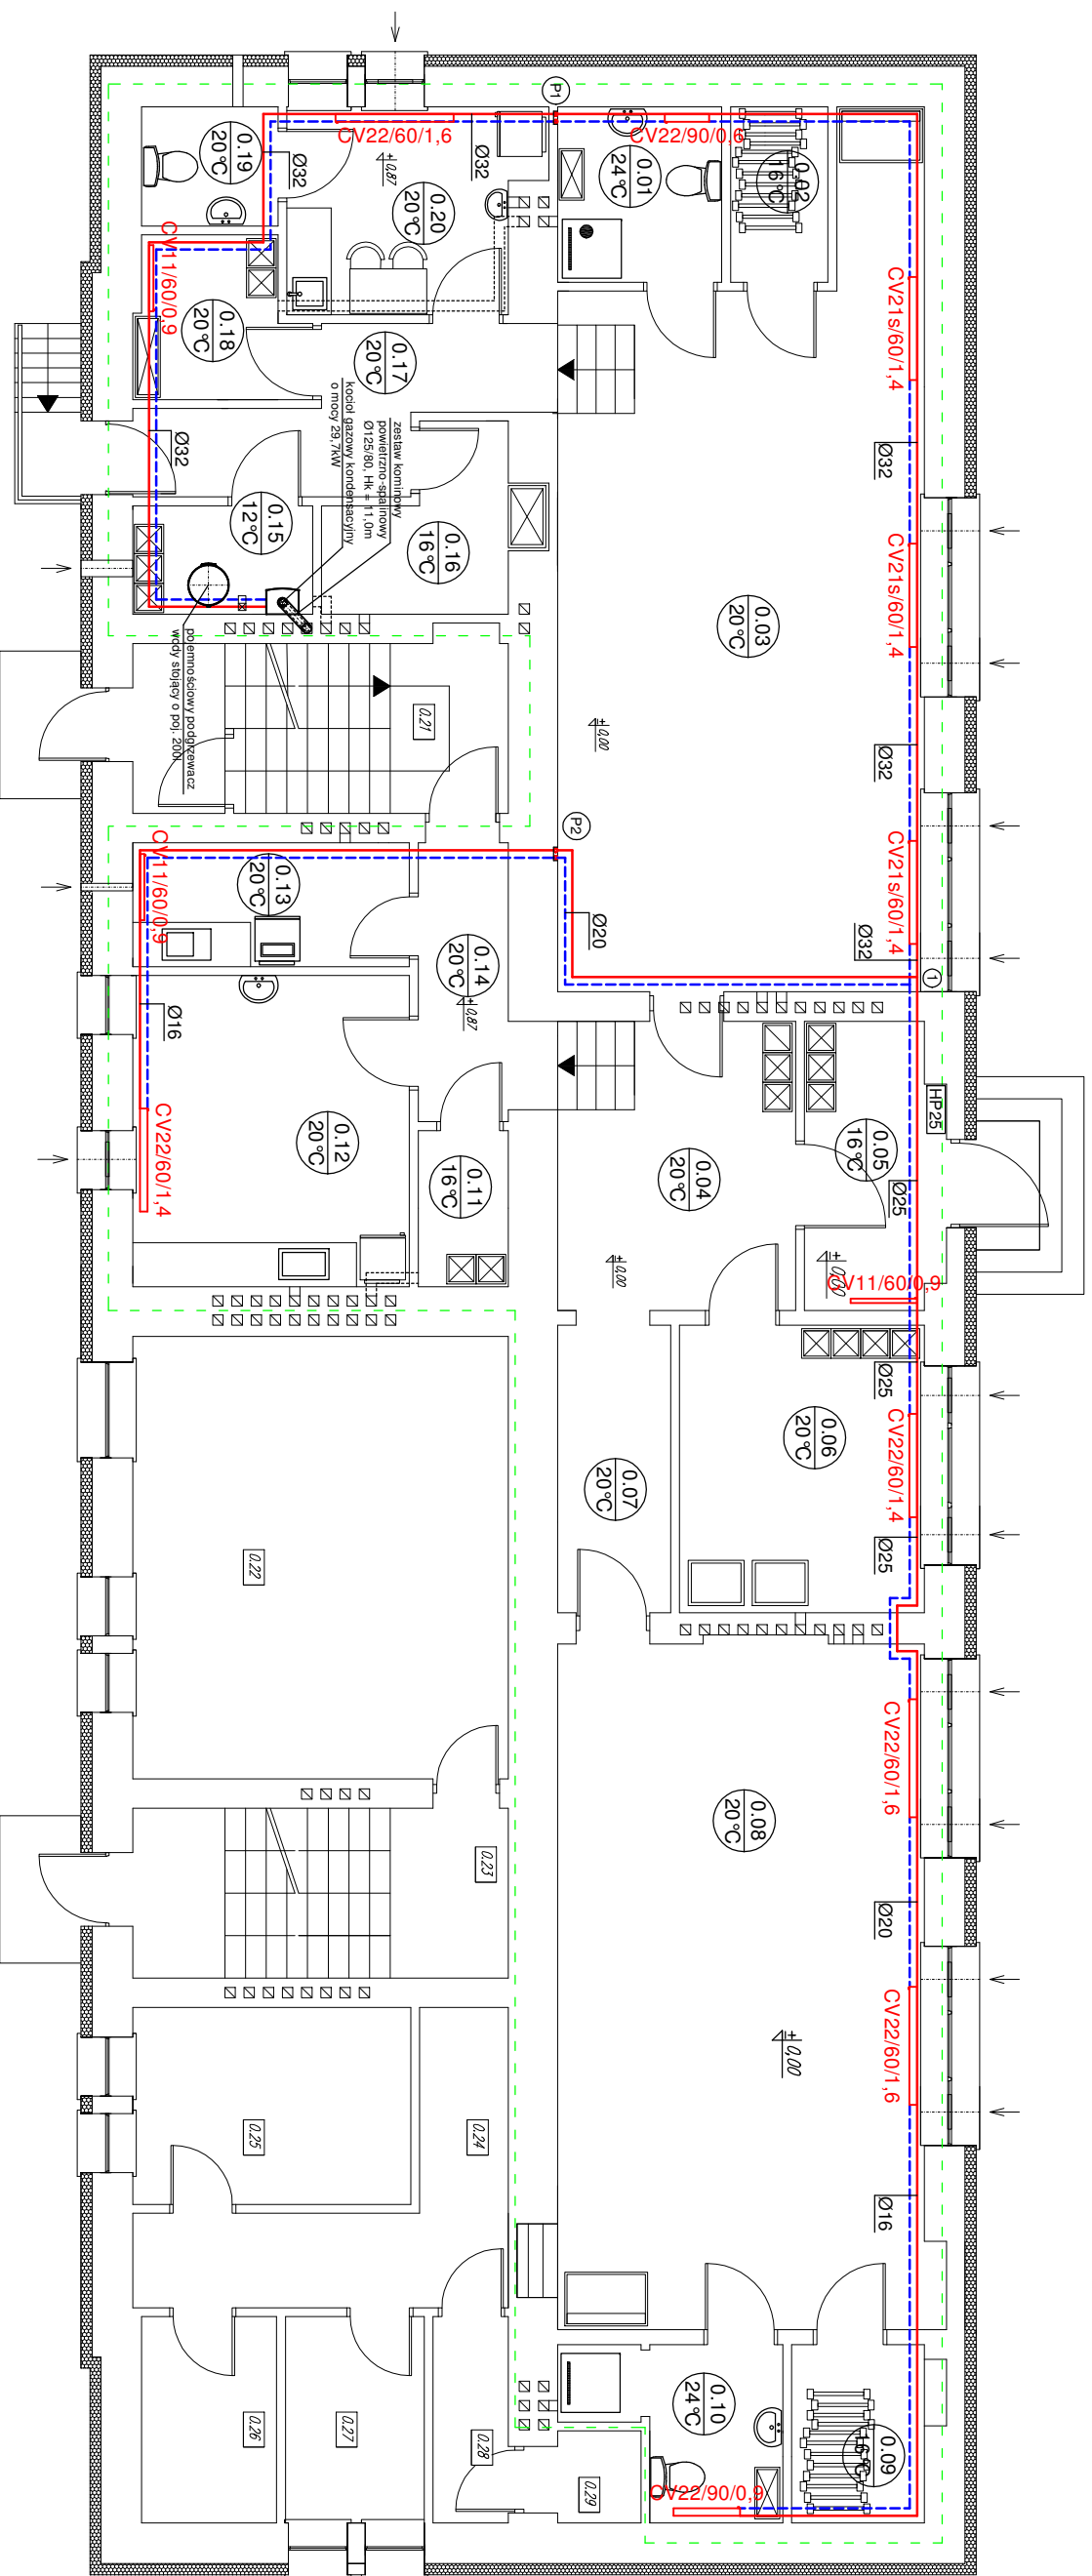 P1
CV22/60/1,6
CV22/90/0,6
0.19
20°C
Ø32
+0,87
Ø32
0.20
20°C
0.01
24°C
0.02
16°C
CV11/60/0,9
0.18
20°C
0.17
20°C
CV21s/60/1,4
Ø32
zestaw kominowy
powietrzno-spalinowy
Ø125/80, Hk = 11,0m
kocioł gazowy kondensacyjny
o mocy 29,7kW
Ø32
0.15
12°C
0.16
16°C
CV21s/60/1,4
0.03
20°C
pojemnościowy podgrzewacz
wody stojący o poj. 200l
0.21
±0,00
Ø32
P2
CV21s/60/1,4
CV11/60/0,9
0.13
20°C
0.14
20°C
+0,87
Ø20
Ø32
1
Ø16
CV22/60/1,4
0.12
20°C
0.11
16°C
0.04
20°C
0.05
16°C
HP25
Ø25
±0,00
±0,00
CV11/60/0,9
Ø25
0.06
20°C
CV22/60/1,4
0.07
20°C
Ø25
0.22
CV22/60/1,6
0.08
20°C
0.23
Ø20
CV22/60/1,6
±0,00
0.25
0.24
Ø16
0.10
24°C
0.09
16°C
0.26
0.27
0.28
0.29
CV22/90/0,9